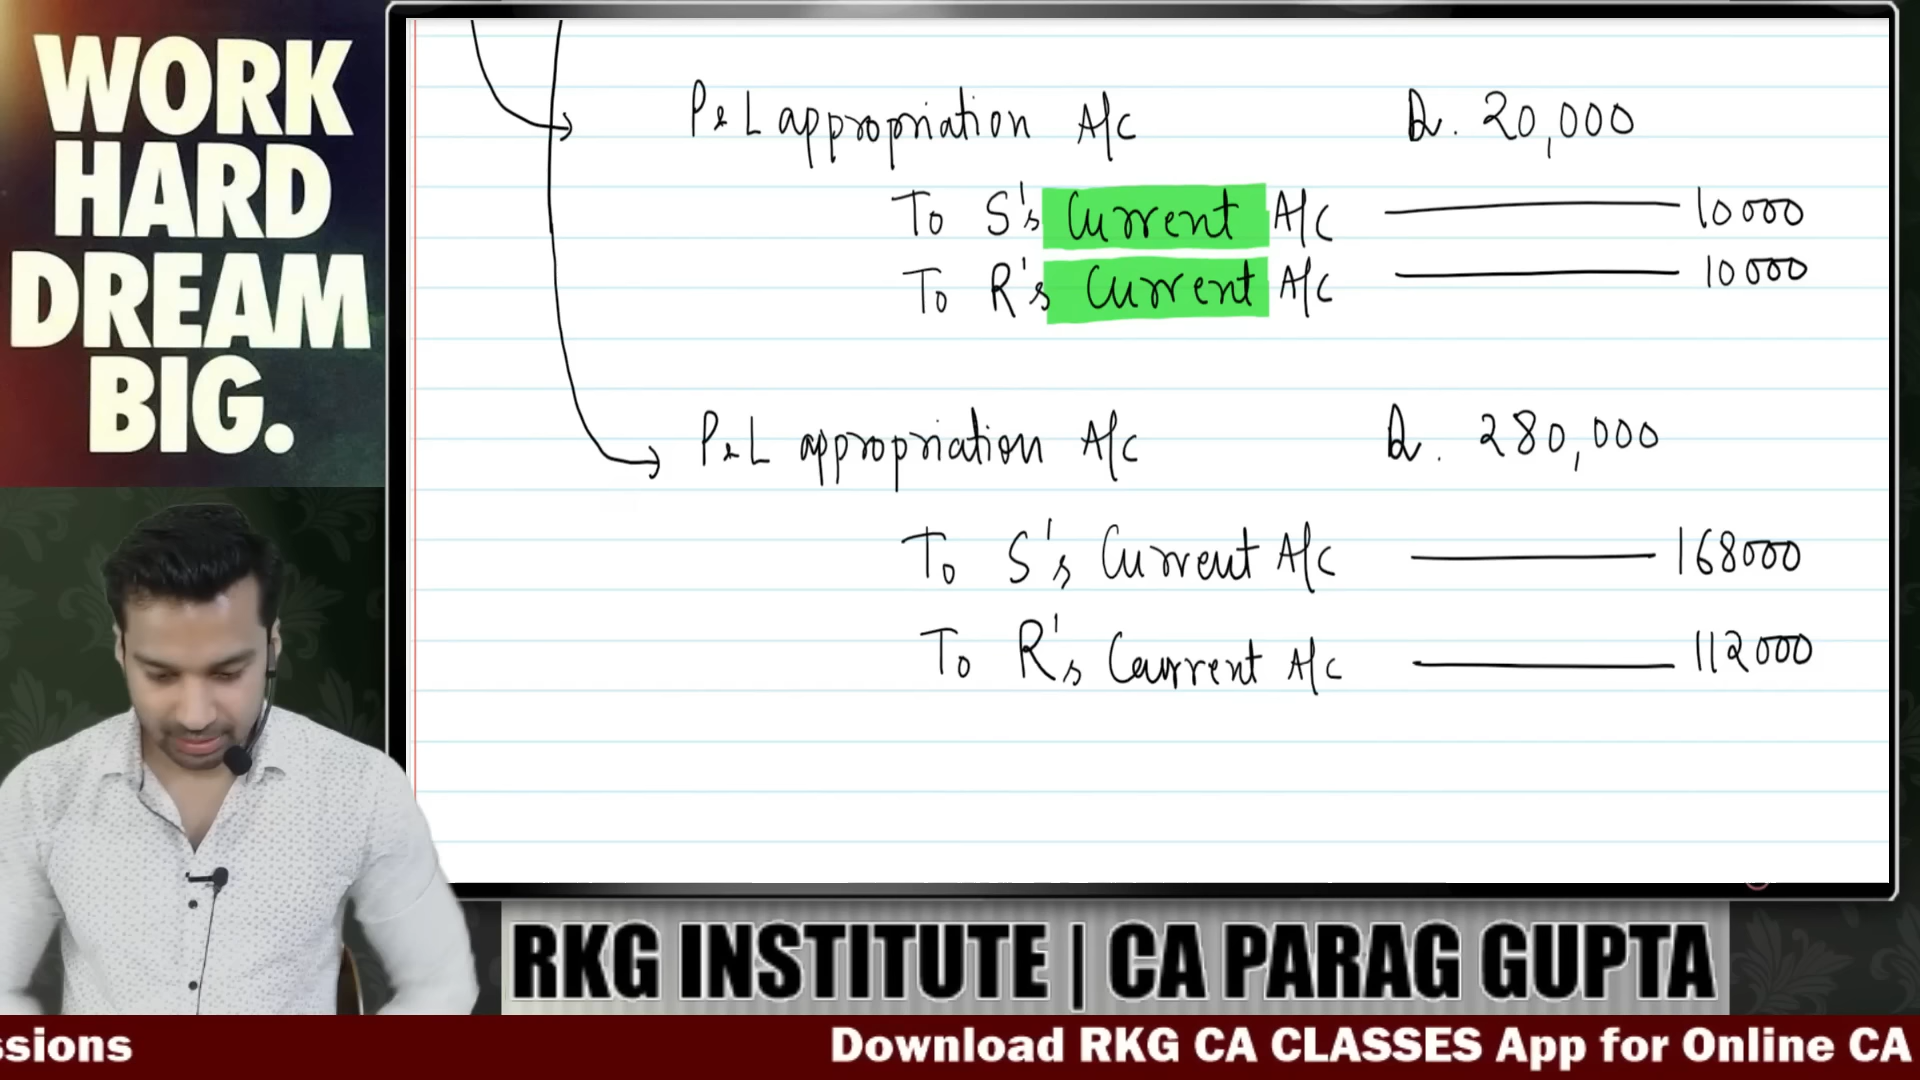 WORK
HARD
DREAM
BIG.
P & L appropriation A/c Dr. 20,000
To S's Current A/c 10000
To R's Current A/c 10000
P & L appropriation A/c Dr. 280,000
To S's Current A/c 168000
To R's Current A/c 112000
RKG INSTITUTE | CA PARAG GUPTA
ssions Download RKG CA CLASSES App for Online CA